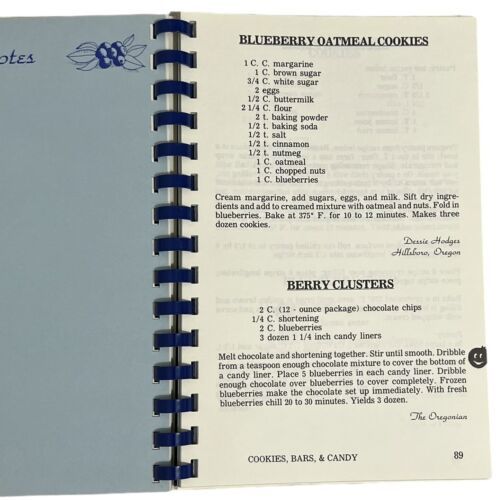 otes
BLUEBERRY OATMEAL COOKIES
1 C. C. margarine
1 C. brown sugar
3/4 C. white sugar
2 eggs
1/2 C. buttermilk
2 1/4 C. flour
2 t. baking powder
1/2 t. baking soda
1/2 t. salt
1/2 t. cinnamon
1/2 t. nutmeg
1 C. oatmeal
1 C. chopped nuts
1 C. blueberries
Cream margarine, add sugars, eggs, and milk. Sift dry ingre-
dients and add to creamed mixture with oatmeal and nuts. Fold in
blueberries. Bake at 375° F. for 10 to 12 minutes. Makes three
dozen cookies.
Dessie Hodges
Hillsboro, Oregon
BERRY CLUSTERS
2 C. (12 - ounce package) chocolate chips
1/4 C. shortening
2 C. blueberries
3 dozen 1 1/4 inch candy liners
Melt chocolate and shortening together. Stir until smooth. Dribble
from a teaspoon enough chocolate mixture to cover the bottom of
a candy liner. Place 5 blueberries in each candy liner. Dribble
enough chocolate over blueberries to cover completely. Frozen
blueberries make the chocolate set up immediately. With fresh
blueberries chill 20 to 30 minutes. Yields 3 dozen.
The Oregonian
COOKIES, BARS, & CANDY 89